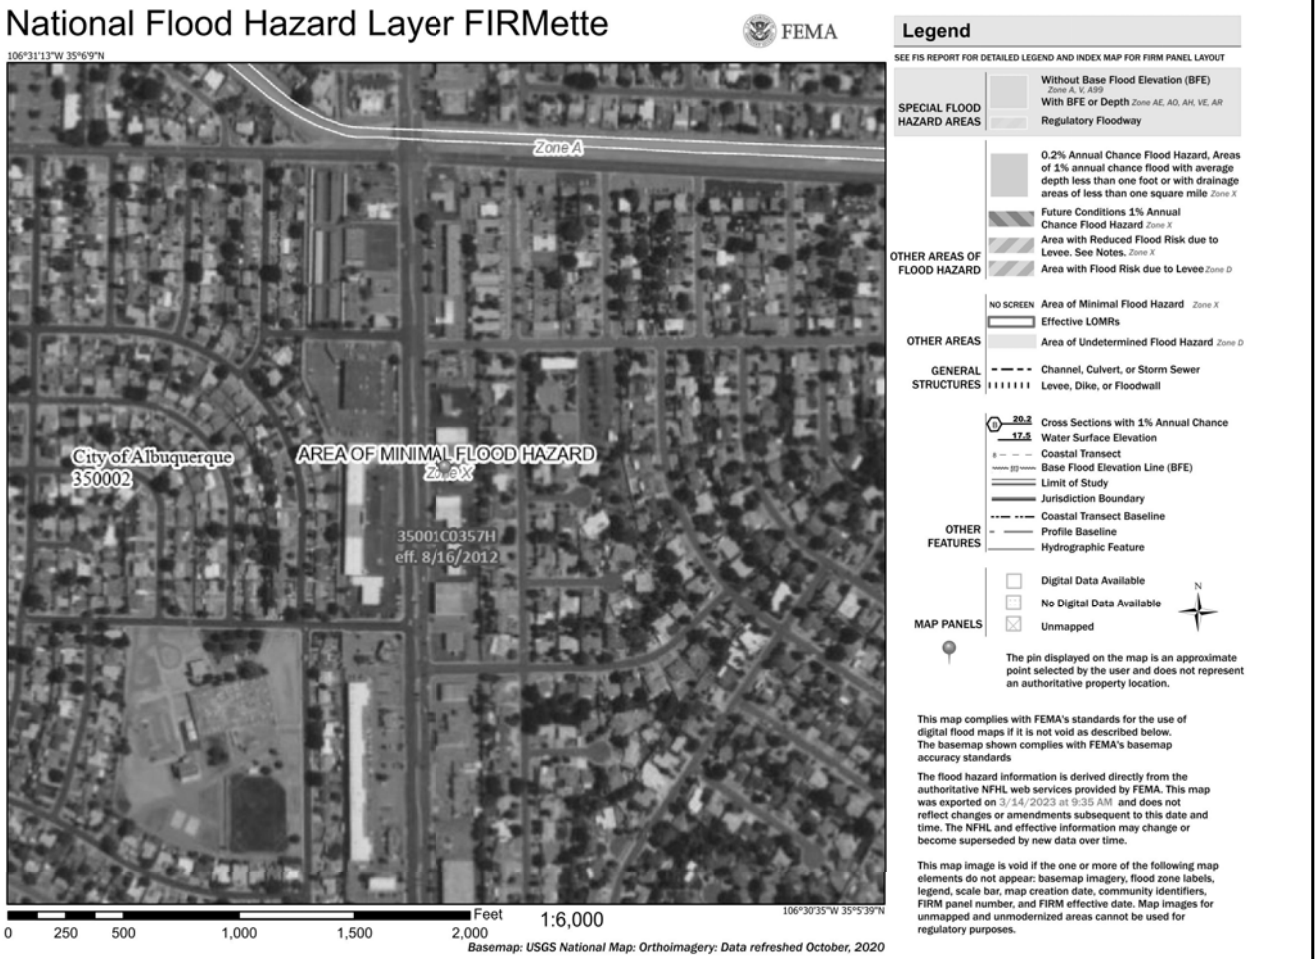 National Flood Hazard Layer FIRMette
FEMA
106°31'13"W 35°6'9"N
Zone A
City of Albuquerque
350002
AREA OF MINIMAL FLOOD HAZARD
Zone X
35001C0357H
eff. 8/16/2012
Feet
1:6,000
0 250 500 1,000 1,500 2,000
106°30'35"W 35°5'39"N
Basemap: USGS National Map: Orthoimagery: Data refreshed October, 2020
Legend
SEE FIS REPORT FOR DETAILED LEGEND AND INDEX MAP FOR FIRM PANEL LAYOUT
SPECIAL FLOOD
HAZARD AREAS
Without Base Flood Elevation (BFE)
Zone A, V, A99
With BFE or Depth Zone AE, AO, AH, VE, AR
Regulatory Floodway
0.2% Annual Chance Flood Hazard, Areas
of 1% annual chance flood with average
depth less than one foot or with drainage
areas of less than one square mile Zone X
Future Conditions 1% Annual
Chance Flood Hazard Zone X
Area with Reduced Flood Risk due to
Levee. See Notes. Zone X
Area with Flood Risk due to Levee Zone D
OTHER AREAS OF
FLOOD HAZARD
NO SCREEN Area of Minimal Flood Hazard Zone X
Effective LOMRs
Area of Undetermined Flood Hazard Zone D
OTHER AREAS
GENERAL
STRUCTURES
Channel, Culvert, or Storm Sewer
Levee, Dike, or Floodwall
20.2 Cross Sections with 1% Annual Chance
17.5 Water Surface Elevation
Coastal Transect
Base Flood Elevation Line (BFE)
Limit of Study
Jurisdiction Boundary
Coastal Transect Baseline
Profile Baseline
Hydrographic Feature
OTHER
FEATURES
Digital Data Available
No Digital Data Available
Unmapped
N
MAP PANELS
The pin displayed on the map is an approximate
point selected by the user and does not represent
an authoritative property location.
This map complies with FEMA's standards for the use of
digital flood maps if it is not void as described below.
The basemap shown complies with FEMA's basemap
accuracy standards
The flood hazard information is derived directly from the
authoritative NFHL web services provided by FEMA. This map
was exported on 3/14/2023 at 9:35 AM and does not
reflect changes or amendments subsequent to this date and
time. The NFHL and effective information may change or
become superseded by new data over time.
This map image is void if the one or more of the following map
elements do not appear: basemap imagery, flood zone labels,
legend, scale bar, map creation date, community identifiers,
FIRM panel number, and FIRM effective date. Map images for
unmapped and unmodernized areas cannot be used for
regulatory purposes.